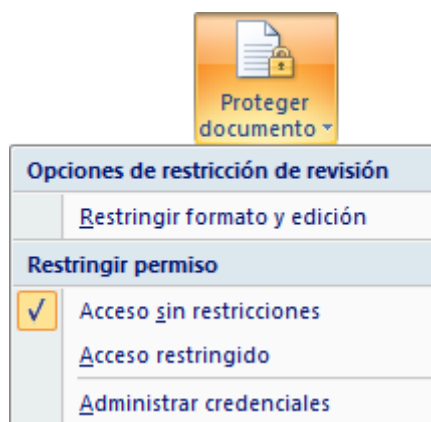 Proteger
documento
Opciones de restricción de revisión
Restringir formato y edición
Restringir permiso
Acceso sin restricciones
Acceso restringido
Administrar credenciales